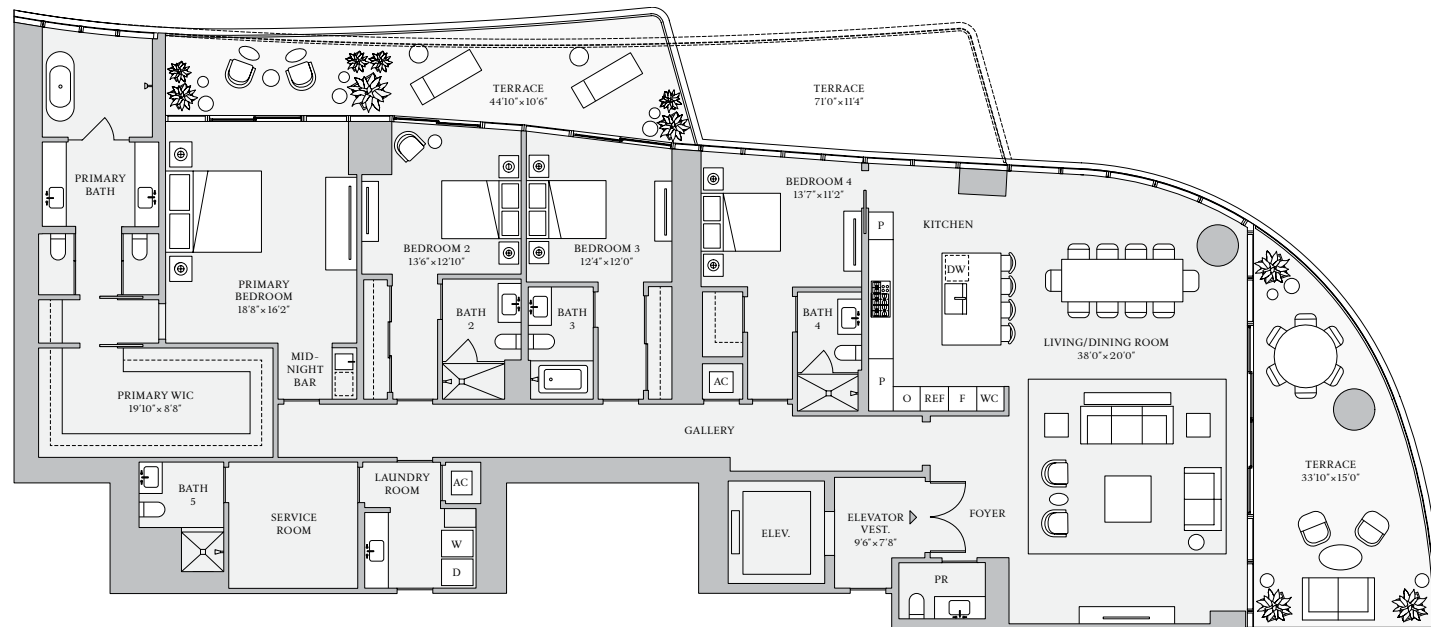 TERRACE
44'10"×10'6"
TERRACE
71'0"×11'4"
PRIMARY
BATH
BEDROOM 4
13'7"×11'2"
P
KITCHEN
BEDROOM 2
13'6"×12'10"
BEDROOM 3
12'4"×12'0"
DW
PRIMARY
BEDROOM
18'8"×16'2"
BATH
2
BATH
3
BATH
4
LIVING/DINING ROOM
38'0"×20'0"
MID-
NIGHT
BAR
AC
P
PRIMARY WIC
19'10"×8'8"
O
REF
F
WC
GALLERY
TERRACE
33'10"×15'0"
BATH
5
LAUNDRY
ROOM
AC
SERVICE
ROOM
ELEV.
ELEVATOR
VEST.
9'6"×7'8"
FOYER
W
D
PR